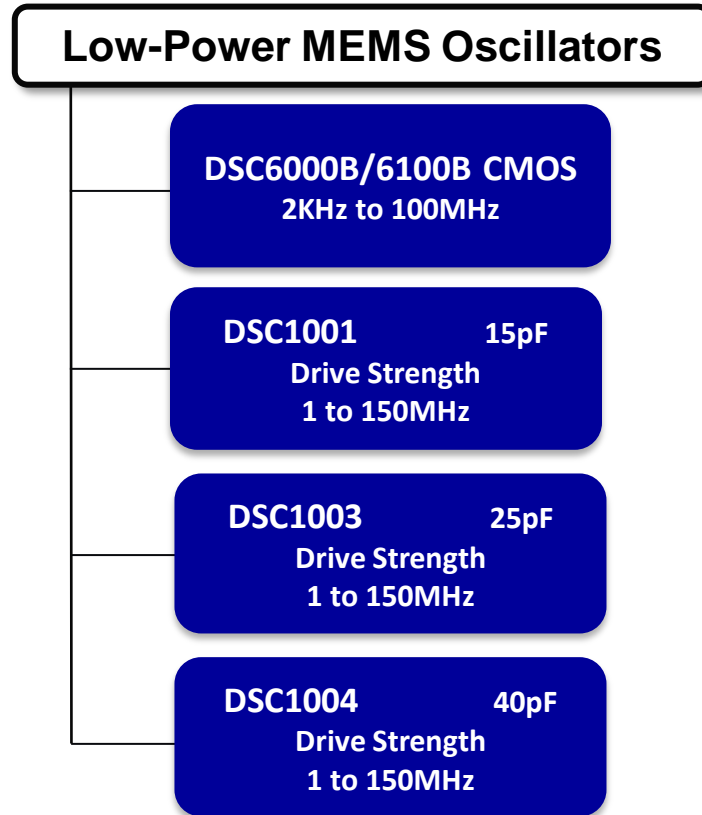 Low-Power MEMS Oscillators
DSC6000B/6100B CMOS
2KHz to 100MHz
DSC1001 15pF
Drive Strength
1 to 150MHz
DSC1003 25pF
Drive Strength
1 to 150MHz
DSC1004 40pF
Drive Strength
1 to 150MHz